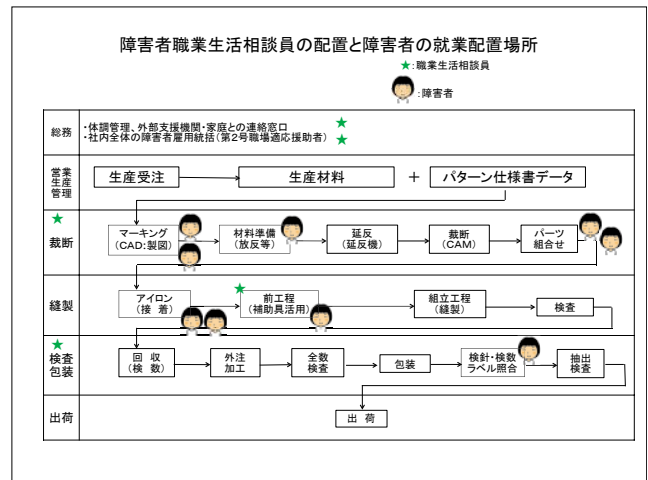 障害者職業生活相談員の配置と障害者の就業配置場所
★:職業生活相談員
:障害者
総務
・体調管理、外部支援機関・家庭との連絡窓口 ★
・社内全体の障害者雇用統括(第2号職場適応援助者) ★
営業
生産
管理
生産受注
生産材料
+
パターン仕様書データ
★
裁断
マーキング
(CAD:製図)
材料準備
(放反等)
延反
(延反機)
裁断
(CAM)
パーツ
組合せ
縫製
アイロン
(接着)
★
前工程
(補助具活用)
組立工程
(縫製)
検査
★
検査
包装
回収
(検数)
外注
加工
全数
検査
包装
検針・検数
ラベル照合
抽出
検査
出荷
出荷